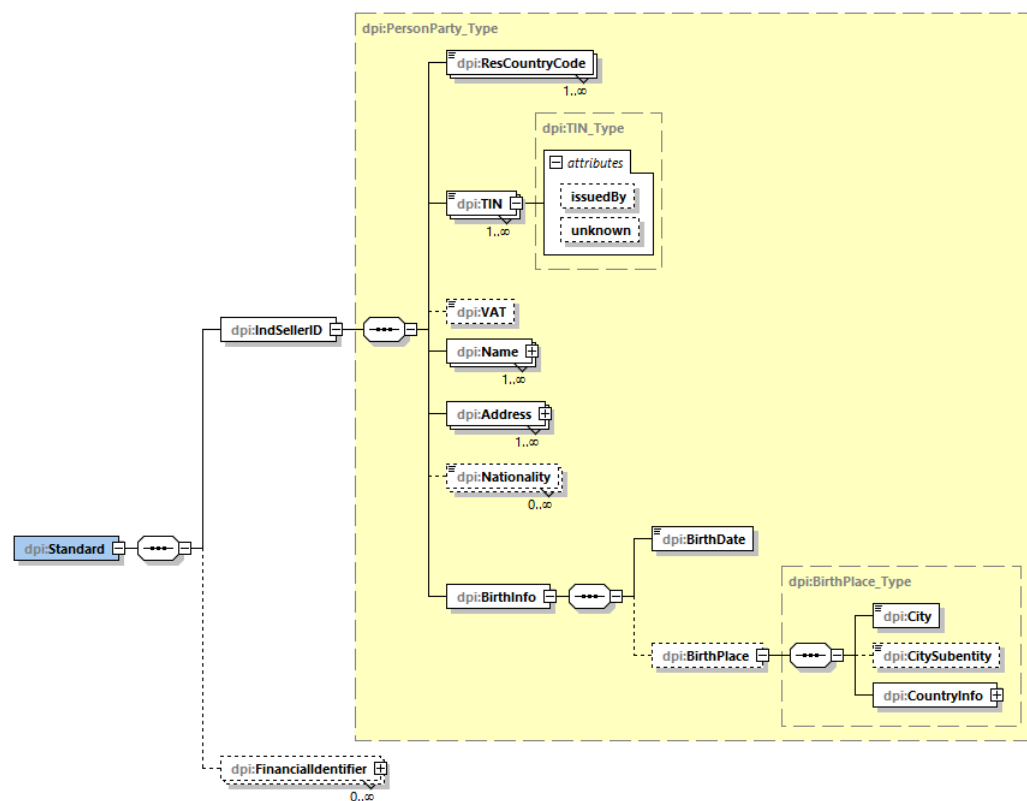 dpi:PersonParty_Type
dpi:ResCountryCode
1..∞
dpi:TIN_Type
attributes
dpi:TIN
issuedBy
1..∞
unknown
dpi:VAT
dpi:IndSellerID
dpi:Name
1..∞
dpi:Address
1..∞
dpi:Nationality
0..∞
dpi:Standard
dpi:BirthDate
dpi:BirthInfo
dpi:BirthPlace_Type
dpi:City
dpi:BirthPlace
dpi:CitySubentity
dpi:CountryInfo
dpi:FinancialIdentifier
0..∞